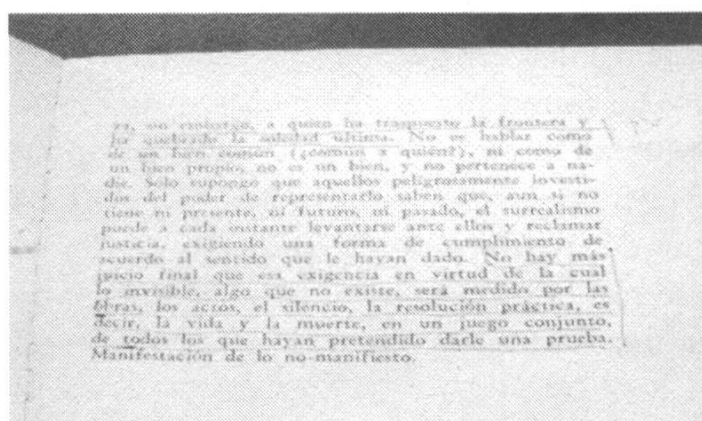 va, sin embargo, a quien ha traspuesto la frontera y
ha quebrado la soledad última. No es hablar como
de un bien común (¿común a quién?), ni como de
un bien propio; no es un bien, y no pertenece a na-
die. Sólo supongo que aquellos peligrosamente investi-
dos del poder de representarlo saben que, aun si no
tiene ni presente, ni futuro, ni pasado, el surrealismo
puede a cada instante levantarse ante ellos y reclamar
justicia, exigiendo una forma de cumplimiento de
acuerdo al sentido que le hayan dado. No hay más
juicio final que esa exigencia en virtud de la cual
lo invisible, algo que no existe, será medido por las
obras, los actos, el silencio, la resolución práctica, es
decir, la vida y la muerte, en un juego conjunto,
de todos los que hayan pretendido darle una prueba.
Manifestación de lo no-manifiesto.